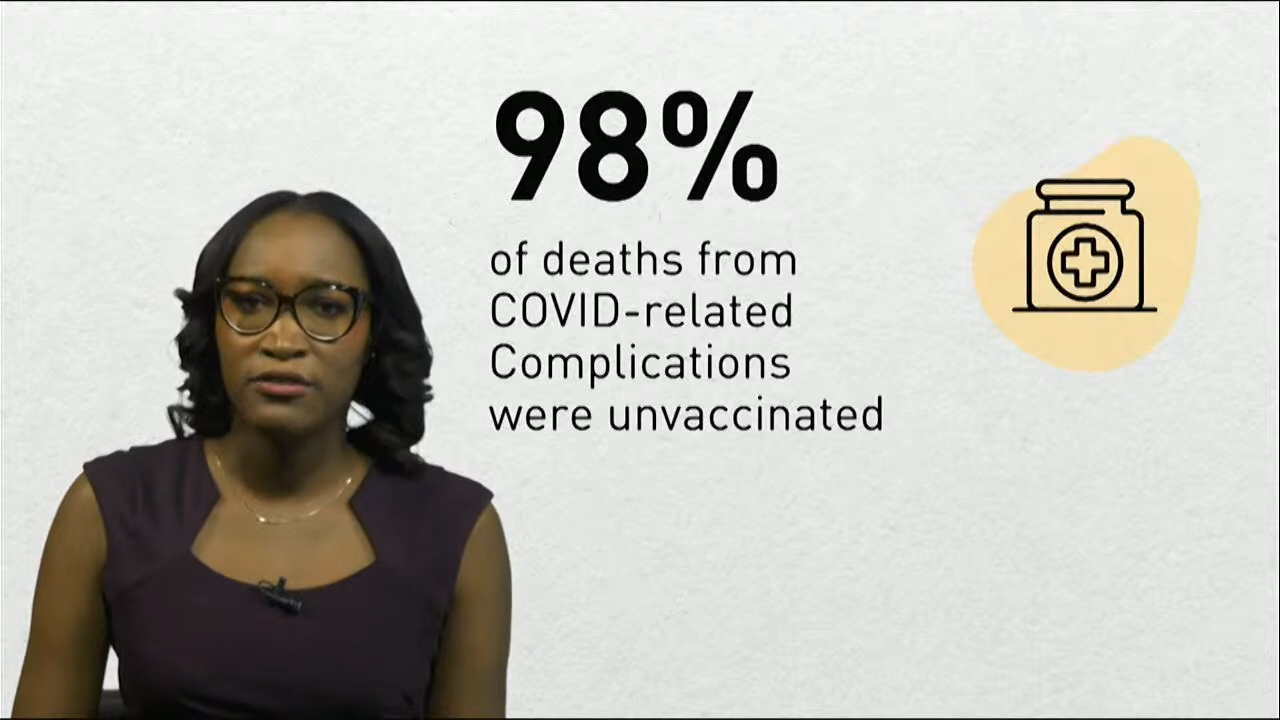 98%
of deaths from
COVID-related
Complications
were unvaccinated